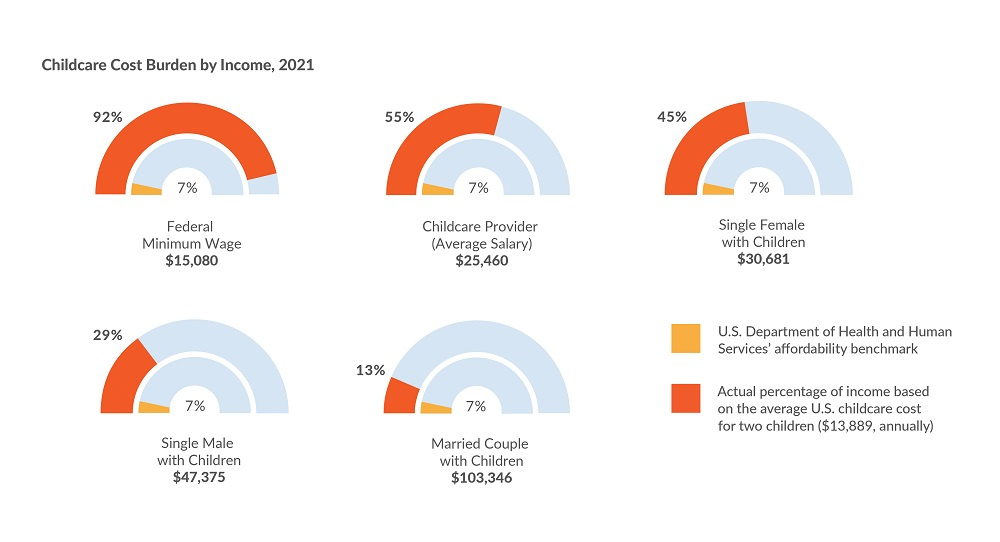 Childcare Cost Burden by Income, 2021
92%
7%
Federal
Minimum Wage
$15,080
55%
7%
Childcare Provider
(Average Salary)
$25,460
45%
7%
Single Female
with Children
$30,681
29%
7%
Single Male
with Children
$47,375
13%
7%
Married Couple
with Children
$103,346
U.S. Department of Health and Human
Services’ affordability benchmark
Actual percentage of income based
on the average U.S. childcare cost
for two children ($13,889, annually)